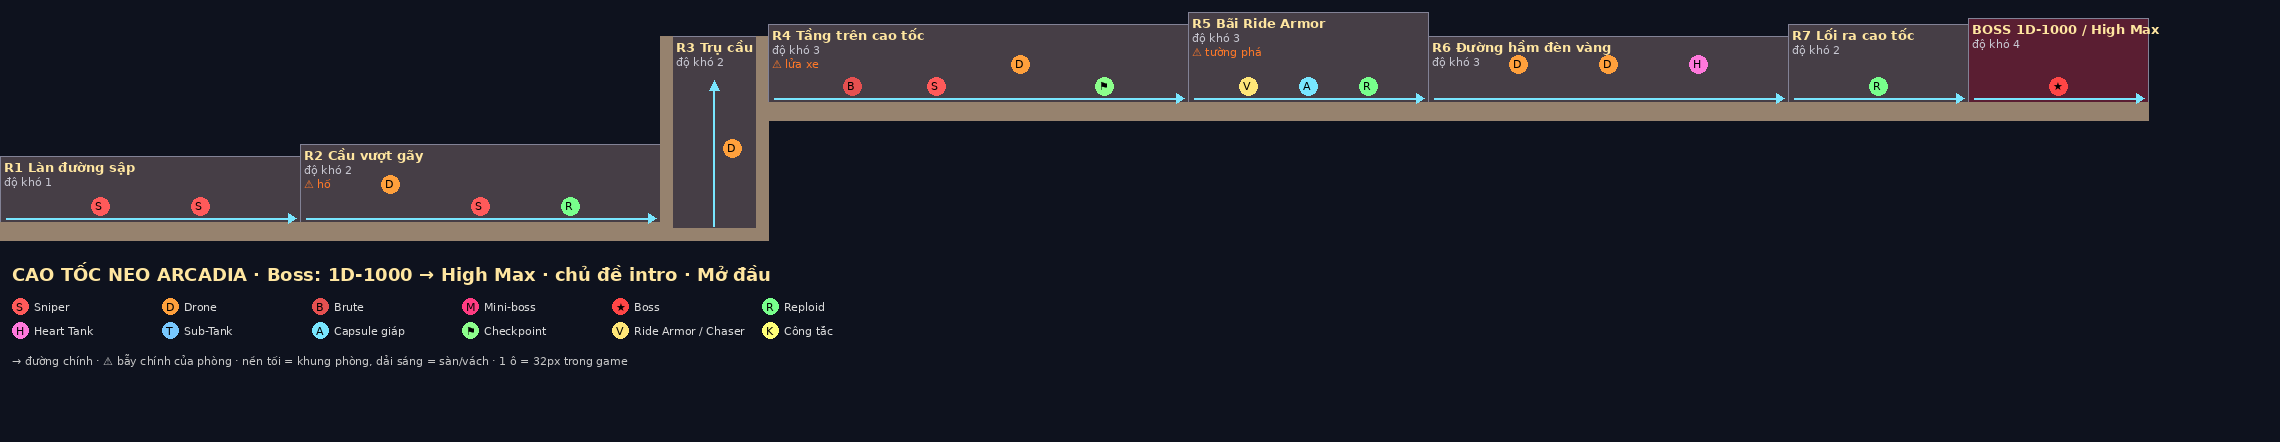 R1 Làn đường sập
độ khó 1
S
S
R2 Cầu vượt gãy
độ khó 2
⚠ hố
D
S
R
R3 Trụ cầu
độ khó 2
D
R4 Tầng trên cao tốc
độ khó 3
⚠ lửa xe
B
S
D
⚑
R5 Bãi Ride Armor
độ khó 3
⚠ tường phá
V
A
R
R6 Đường hầm đèn vàng
độ khó 3
D
D
H
R7 Lối ra cao tốc
độ khó 2
R
BOSS 1D-1000 / High Max
độ khó 4
★
CAO TỐC NEO ARCADIA · Boss: 1D-1000 → High Max · chủ đề intro · Mở đầu
S Sniper D Drone B Brute M Mini-boss ★ Boss R Reploid
H Heart Tank T Sub-Tank A Capsule giáp ⚑ Checkpoint V Ride Armor / Chaser K Công tắc
→ đường chính · ⚠ bẫy chính của phòng · nền tối = khung phòng, dải sáng = sàn/vách · 1 ô = 32px trong game